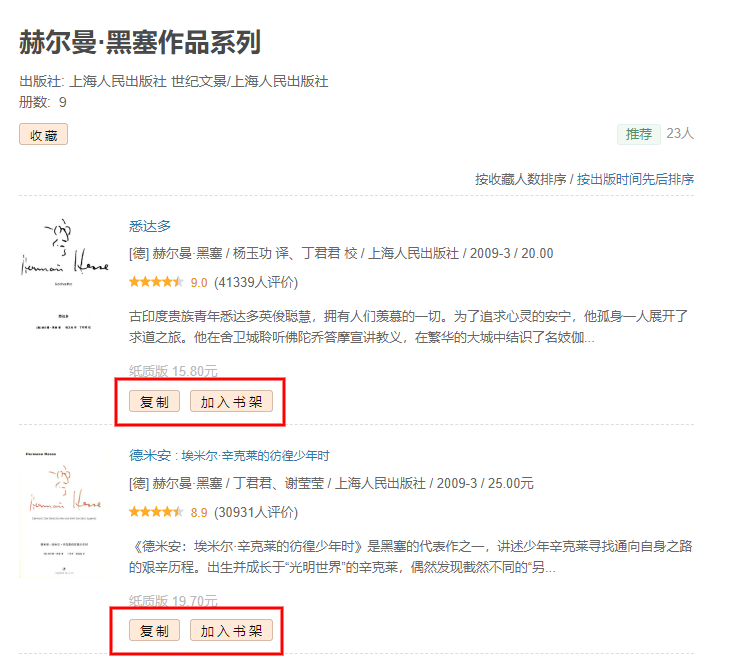 赫尔曼·黑塞作品系列
出版社: 上海人民出版社 世纪文景/上海人民出版社
册数: 9
收藏
推荐 23人
按收藏人数排序 / 按出版时间先后排序
Hermann Hesse
悉达多
[德] 赫尔曼·黑塞 / 杨玉功 译、丁君君 校 / 上海人民出版社 / 2009-3 / 20.00
9.0 (41339人评价)
古印度贵族青年悉达多英俊聪慧，拥有人们羡慕的一切。为了追求心灵的安宁，他孤身一人展开了
求道之旅。他在舍卫城聆听佛陀乔答摩宣讲教义，在繁华的大城中结识了名妓伽...
纸质版 15.80元
复制 加入书架
Hermann Hesse
德米安 : 埃米尔·辛克莱的彷徨少年时
[德] 赫尔曼·黑塞 / 丁君君、谢莹莹 / 上海人民出版社 / 2009-3 / 25.00元
8.9 (30931人评价)
《德米安：埃米尔·辛克莱的彷徨少年时》是黑塞的代表作之一，讲述少年辛克莱寻找通向自身之路
的艰辛历程。出生并成长于“光明世界”的辛克莱，偶然发现截然不同的“另...
纸质版 19.70元
复制 加入书架